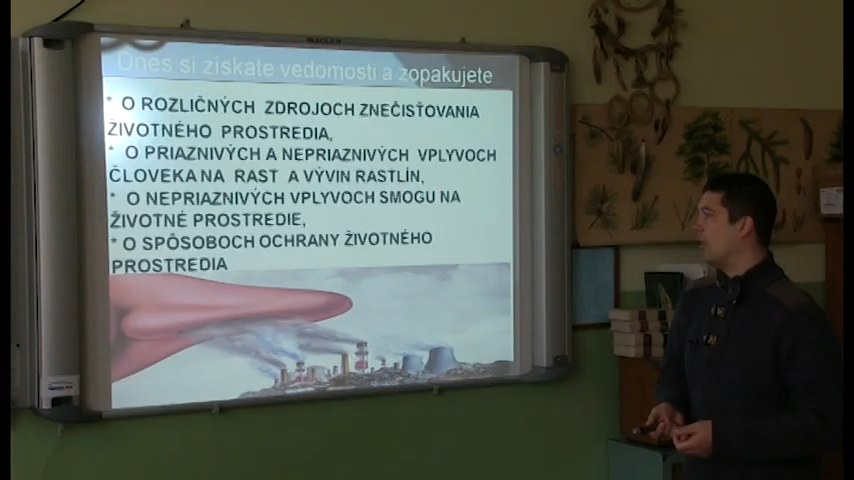 Dnes si získate vedomosti a zopakujete
* O ROZLIČNÝCH ZDROJOCH ZNEČISŤOVANIA
ŽIVOTNÉHO PROSTREDIA,
* O PRIAZNIVÝCH A NEPRIAZNIVÝCH VPLYVOCH
ČLOVEKA NA RAST A VÝVIN RASTLÍN,
* O NEPRIAZNIVÝCH VPLYVOCH SMOGU NA
ŽIVOTNÉ PROSTREDIE,
* O SPÔSOBOCH OCHRANY ŽIVOTNÉHO
PROSTREDIA